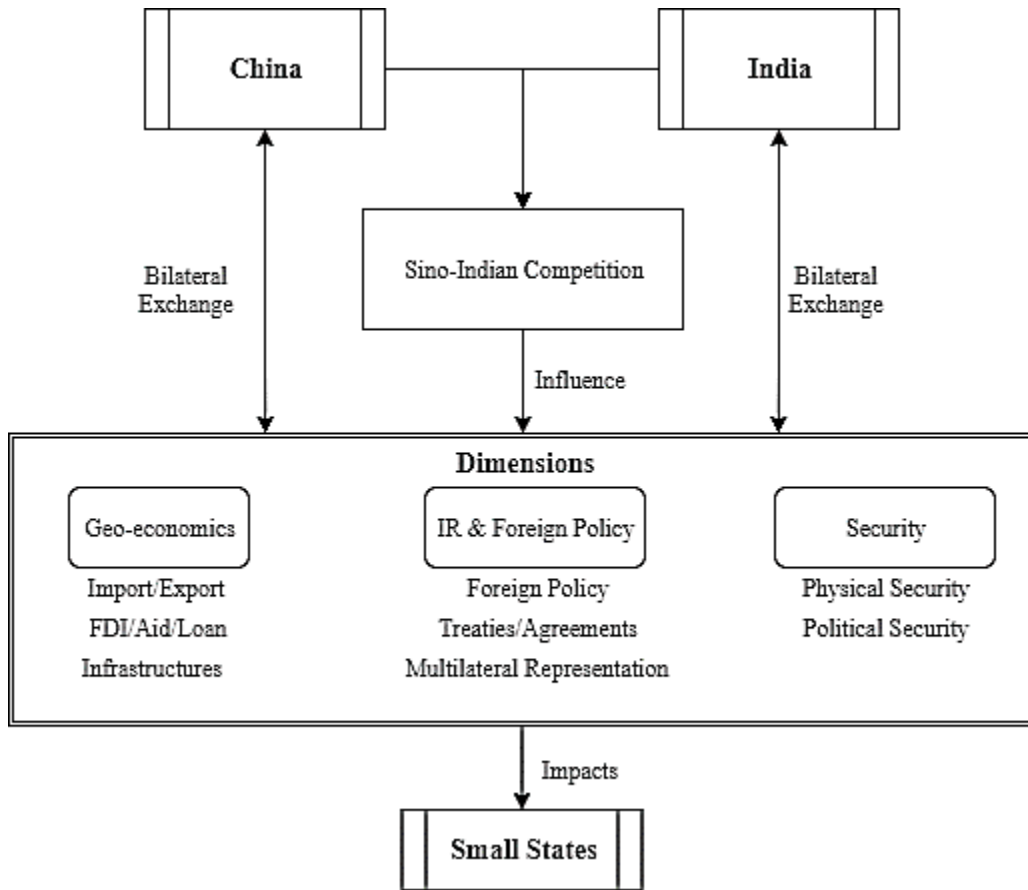 China
India
Sino-Indian Competition
Bilateral
Exchange
Bilateral
Exchange
Influence
Dimensions
Geo-economics
IR & Foreign Policy
Security
Import/Export
Foreign Policy
Physical Security
FDI/Aid/Loan
Treaties/Agreements
Political Security
Infrastructures
Multilateral Representation
Impacts
Small States